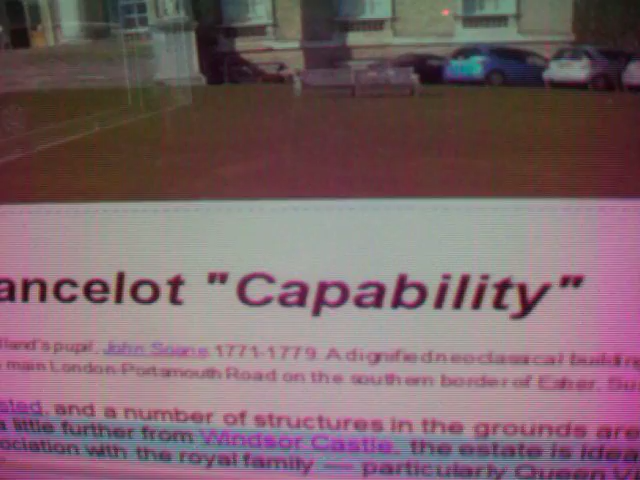 ancelot "Capability"
lland's pupil, John Soane 1771-1779. A dignified neoclassical building
main London-Portsmouth Road on the southern border of Esher, Su
sted, and a number of structures in the grounds are
a little further from Windsor Castle, the estate is idea
ociation with the royal family — particularly Queen Vi